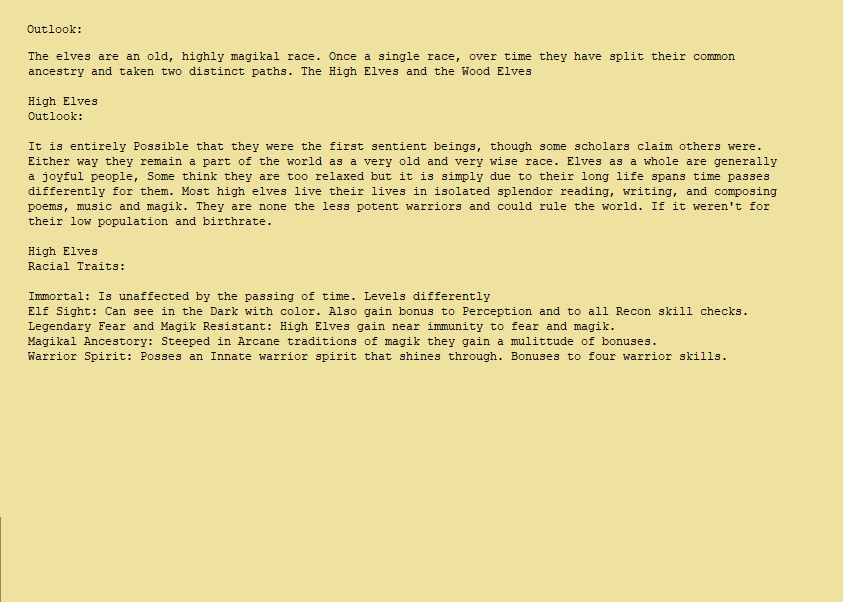 Outlook:
The elves are an old, highly magikal race. Once a single race, over time they have split their common
ancestry and taken two distinct paths. The High Elves and the Wood Elves
High Elves
Outlook:
It is entirely Possible that they were the first sentient beings, though some scholars claim others were.
Either way they remain a part of the world as a very old and very wise race. Elves as a whole are generally
a joyful people, Some think they are too relaxed but it is simply due to their long life spans time passes
differently for them. Most high elves live their lives in isolated splendor reading, writing, and composing
poems, music and magik. They are none the less potent warriors and could rule the world. If it weren't for
their low population and birthrate.
High Elves
Racial Traits:
Immortal: Is unaffected by the passing of time. Levels differently
Elf Sight: Can see in the Dark with color. Also gain bonus to Perception and to all Recon skill checks.
Legendary Fear and Magik Resistant: High Elves gain near immunity to fear and magik.
Magikal Ancestory: Steeped in Arcane traditions of magik they gain a mulittude of bonuses.
Warrior Spirit: Posses an Innate warrior spirit that shines through. Bonuses to four warrior skills.